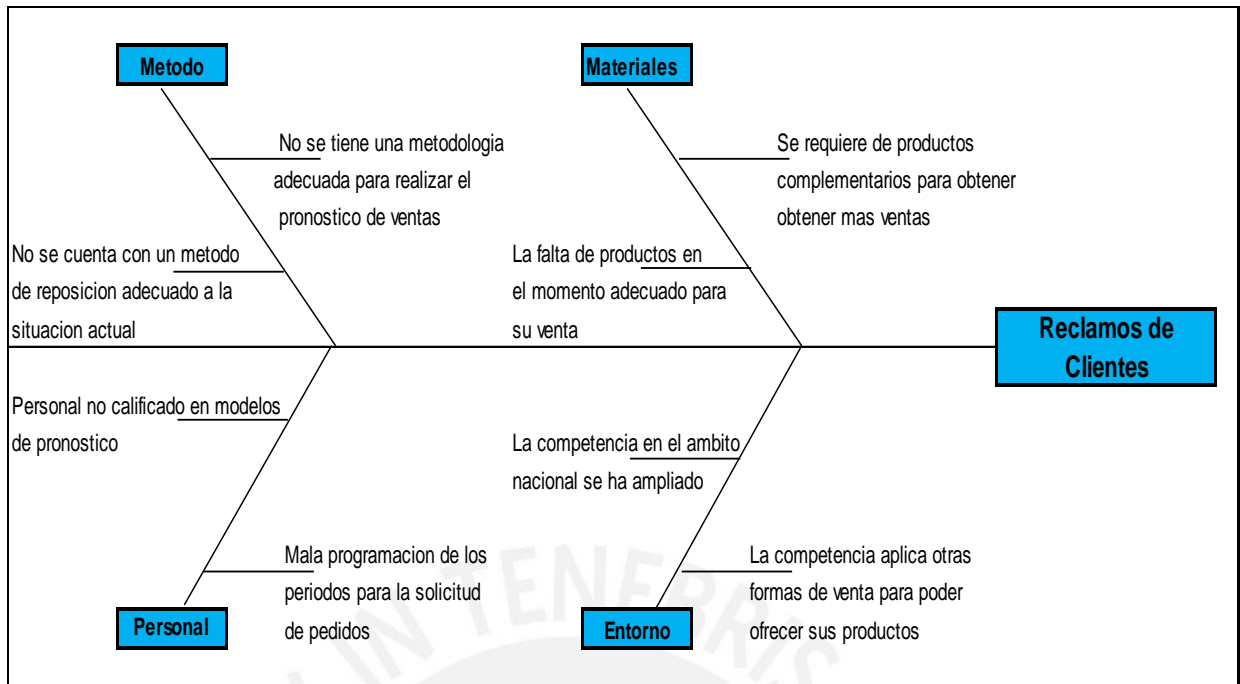 Metodo
No se tiene una metodologia
adecuada para realizar el
pronostico de ventas
No se cuenta con un metodo
de reposicion adecuado a la
situacion actual
Materiales
Se requiere de productos
complementarios para obtener
obtener mas ventas
La falta de productos en
el momento adecuado para
su venta
Reclamos de
Clientes
Personal no calificado en modelos
de pronostico
Mala programacion de los
periodos para la solicitud
de pedidos
Personal
La competencia en el ambito
nacional se ha ampliado
La competencia aplica otras
formas de venta para poder
ofrecer sus productos
Entorno
IN TENEBRIS